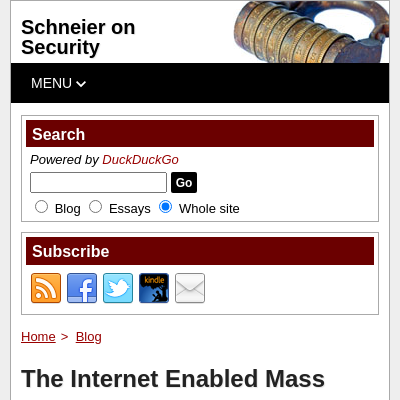 Schneier on
Security
MENU
Search
Powered by DuckDuckGo
Go
Blog Essays Whole site
Subscribe
kindle
Home > Blog
The Internet Enabled Mass